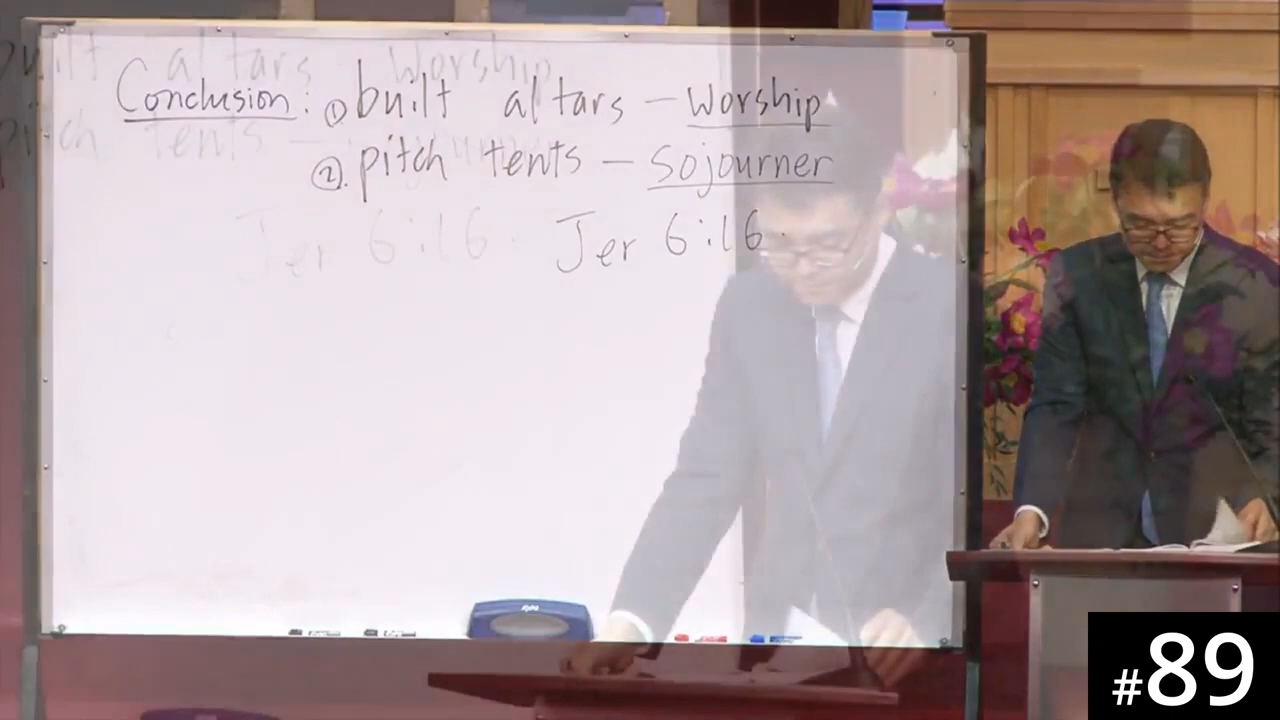 Conclusion: ① built altars – Worship
② pitch tents – Sojourner
Jer 6:16
#89